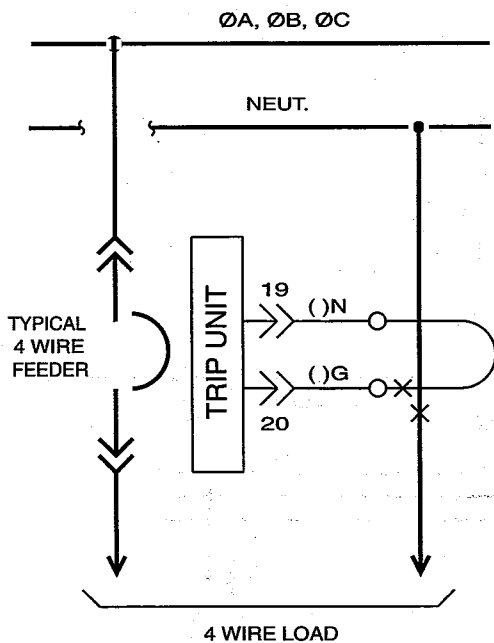 ØA, ØB, ØC
NEUT.
TYPICAL
4 WIRE
FEEDER
TRIP UNIT
19
( )N
( )G
20
4 WIRE LOAD